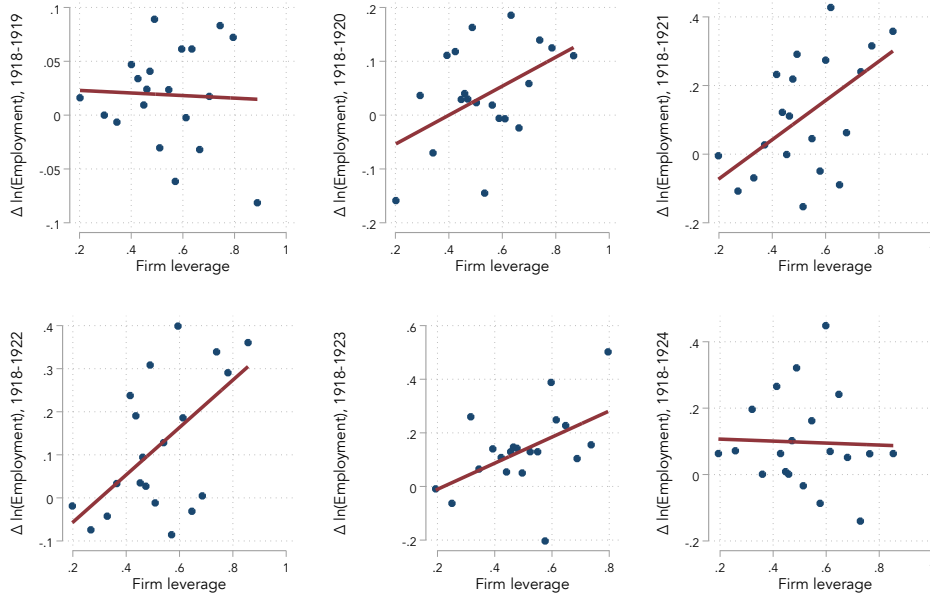 Δ ln(Employment), 1918-1919
.1
.05
0
-.05
-.1
.2 .4 .6 .8 1
Firm leverage
Δ ln(Employment), 1918-1920
.2
.1
0
-.1
-.2
.2 .4 .6 .8 1
Firm leverage
Δ ln(Employment), 1918-1921
.4
.2
0
-.2
.2 .4 .6 .8
Firm leverage
Δ ln(Employment), 1918-1922
.4
.3
.2
.1
0
-.1
.2 .4 .6 .8 1
Firm leverage
Δ ln(Employment), 1918-1923
.6
.4
.2
0
-.2
.2 .4 .6 .8
Firm leverage
Δ ln(Employment), 1918-1924
.4
.2
0
-.2
.2 .4 .6 .8
Firm leverage